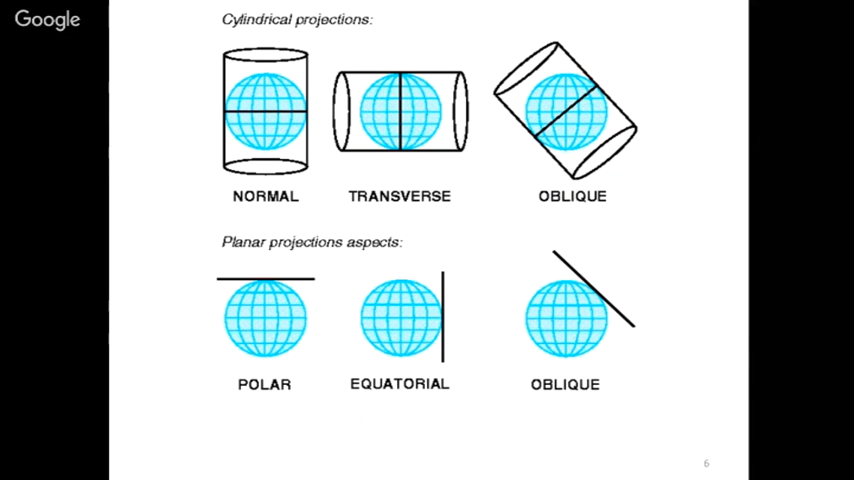 Google
Cylindrical projections:
NORMAL TRANSVERSE OBLIQUE
Planar projections aspects:
POLAR EQUATORIAL OBLIQUE
6